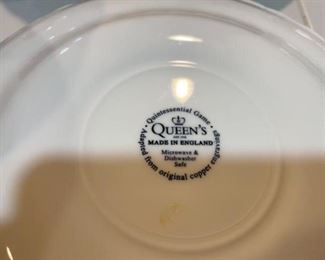 Quintessential Game
QUEEN'S
MADE IN ENGLAND
Microwave &
Dishwasher
Safe
Adapted from original copper engravings